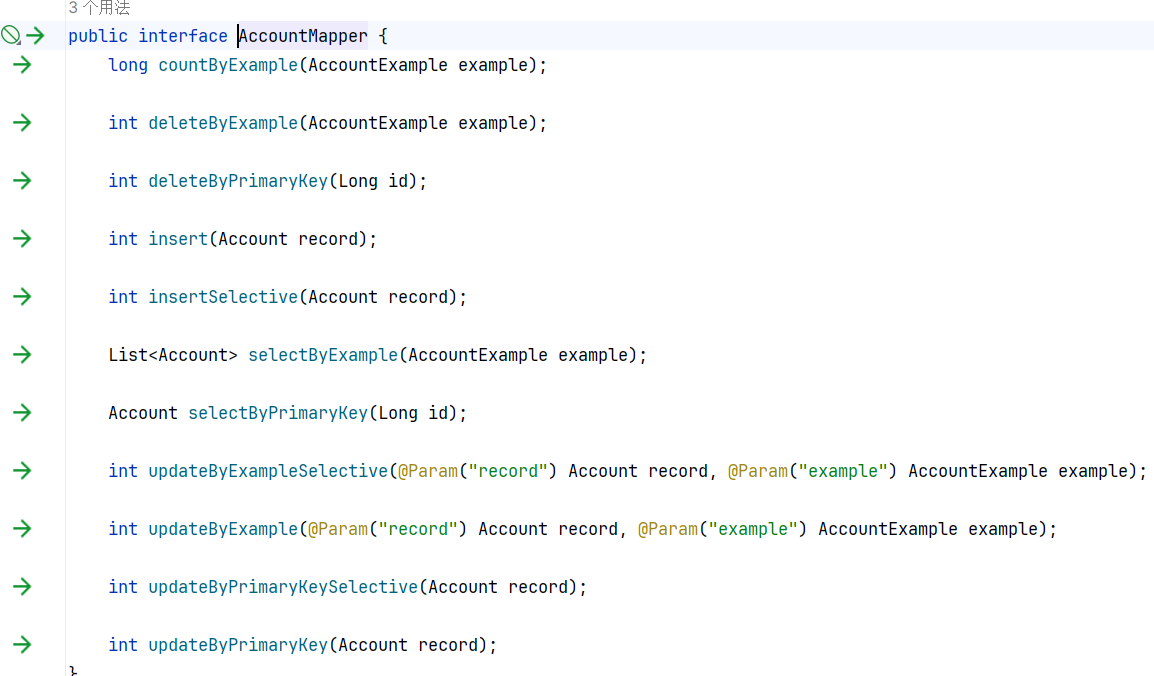 3 个用法
public interface AccountMapper {
long countByExample(AccountExample example);
int deleteByExample(AccountExample example);
int deleteByPrimaryKey(Long id);
int insert(Account record);
int insertSelective(Account record);
List<Account> selectByExample(AccountExample example);
Account selectByPrimaryKey(Long id);
int updateByExampleSelective(@Param("record") Account record, @Param("example") AccountExample example);
int updateByExample(@Param("record") Account record, @Param("example") AccountExample example);
int updateByPrimaryKeySelective(Account record);
int updateByPrimaryKey(Account record);
}